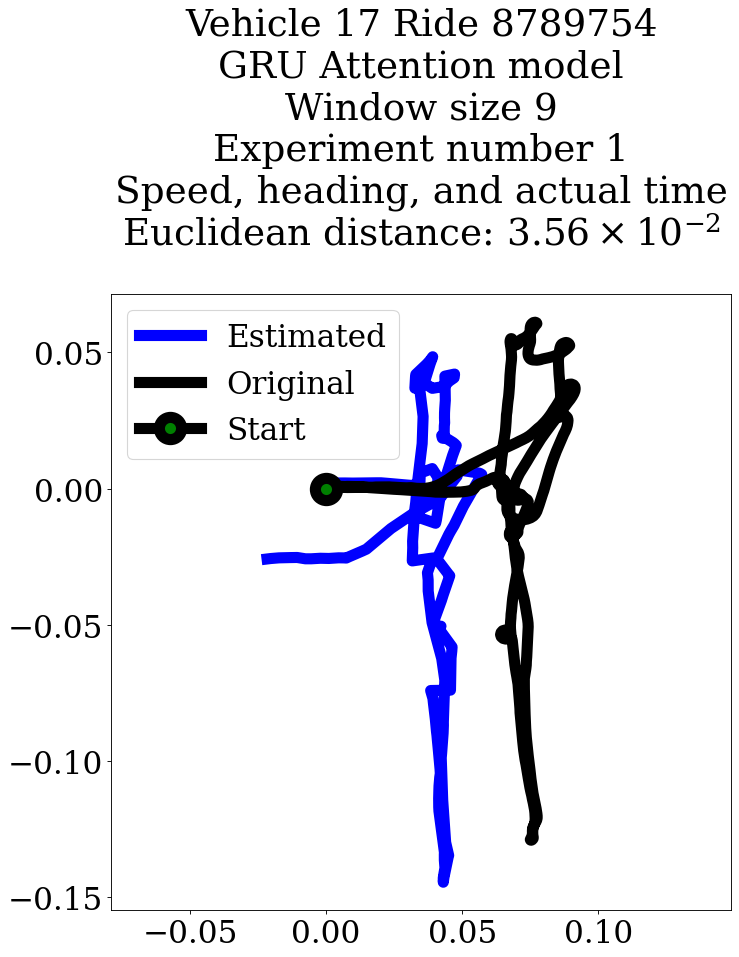 Vehicle 17 Ride 8789754
GRU Attention model
Window size 9
Experiment number 1
Speed, heading, and actual time
Euclidean distance: 3.56 × 10⁻²
Estimated
Original
Start
0.05
0.00
−0.05
−0.10
−0.15
−0.05 0.00 0.05 0.10